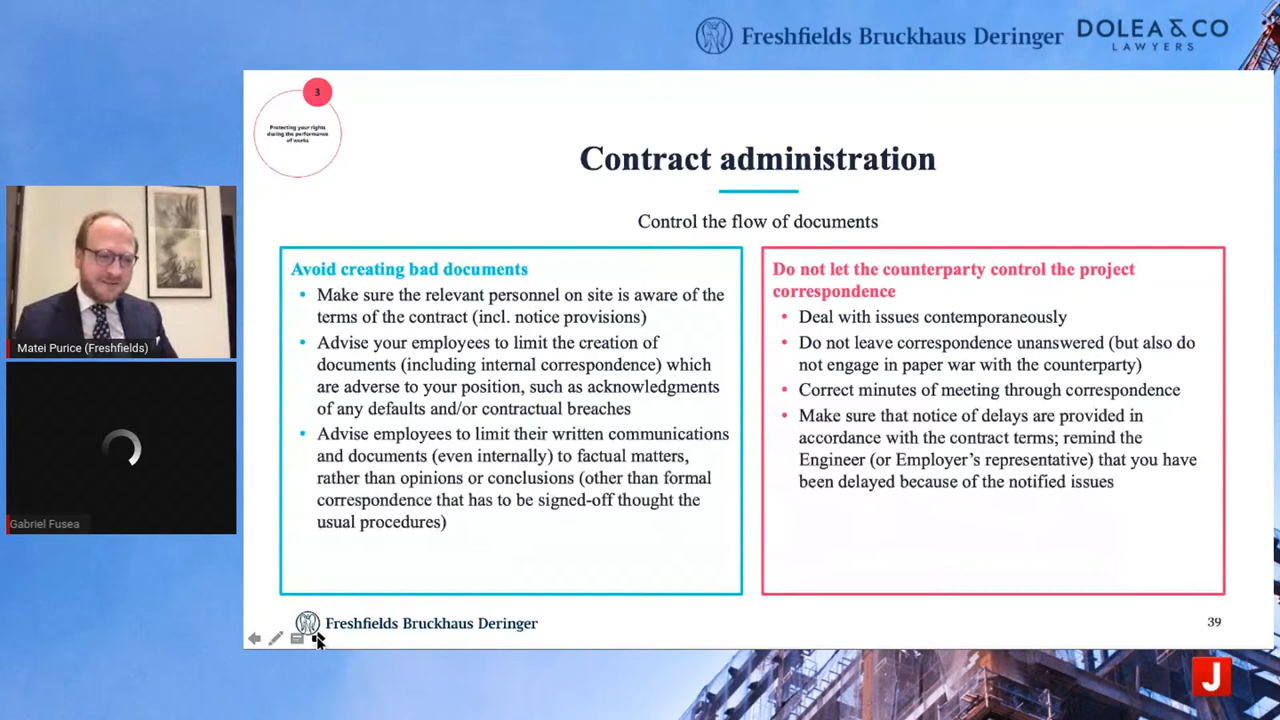 Freshfields Bruckhaus Deringer
DOLEA & CO
LAWYERS
3
Protecting your rights
during the performance
of works
Contract administration
Control the flow of documents
Avoid creating bad documents
• Make sure the relevant personnel on site is aware of the
terms of the contract (incl. notice provisions)
• Advise your employees to limit the creation of
documents (including internal correspondence) which
are adverse to your position, such as acknowledgments
of any defaults and/or contractual breaches
• Advise employees to limit their written communications
and documents (even internally) to factual matters,
rather than opinions or conclusions (other than formal
correspondence that has to be signed-off thought the
usual procedures)
Do not let the counterparty control the project
correspondence
• Deal with issues contemporaneously
• Do not leave correspondence unanswered (but also do
not engage in paper war with the counterparty)
• Correct minutes of meeting through correspondence
• Make sure that notice of delays are provided in
accordance with the contract terms; remind the
Engineer (or Employer's representative) that you have
been delayed because of the notified issues
Matei Purice (Freshfields)
Gabriel Fusea
Freshfields Bruckhaus Deringer
39
J